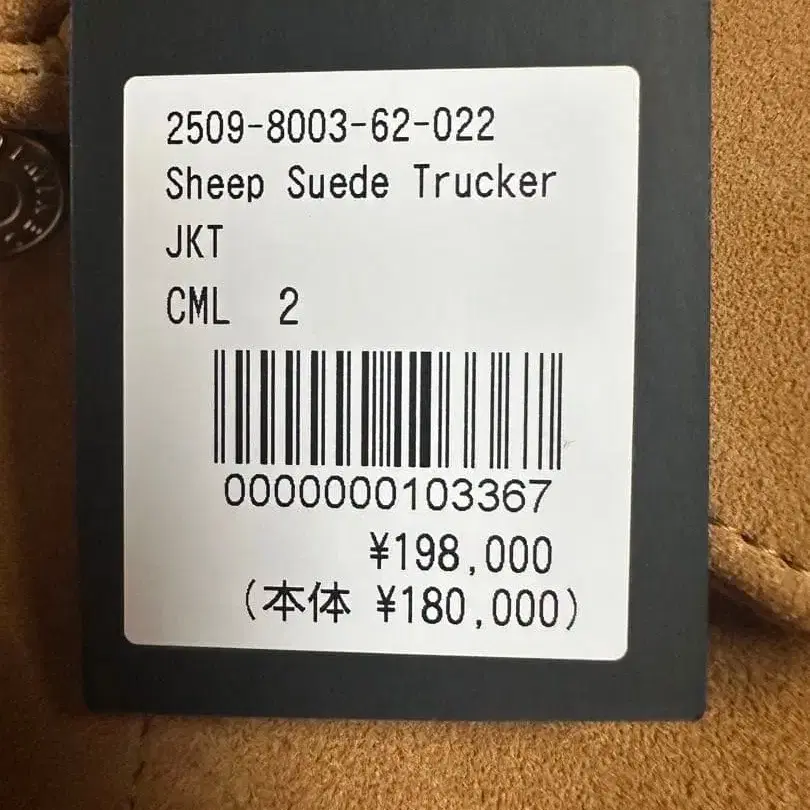 2509-8003-62-022
Sheep Suede Trucker
JKT
CML 2
0000000103367
¥198,000
(本体 ¥180,000)